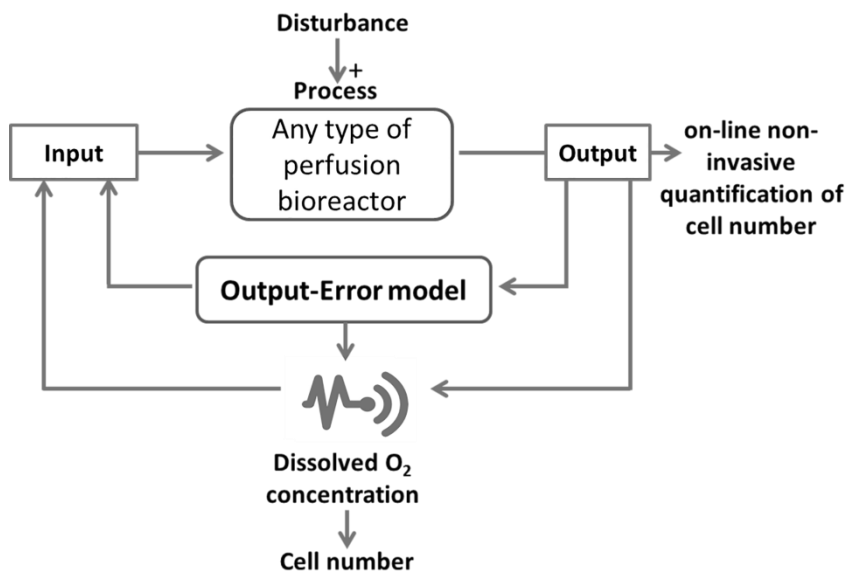 Disturbance
+
Process
Any type of
perfusion
bioreactor
Input
Output
on-line non-
invasive
quantification of
cell number
Output-Error model
Dissolved O₂
concentration
Cell number